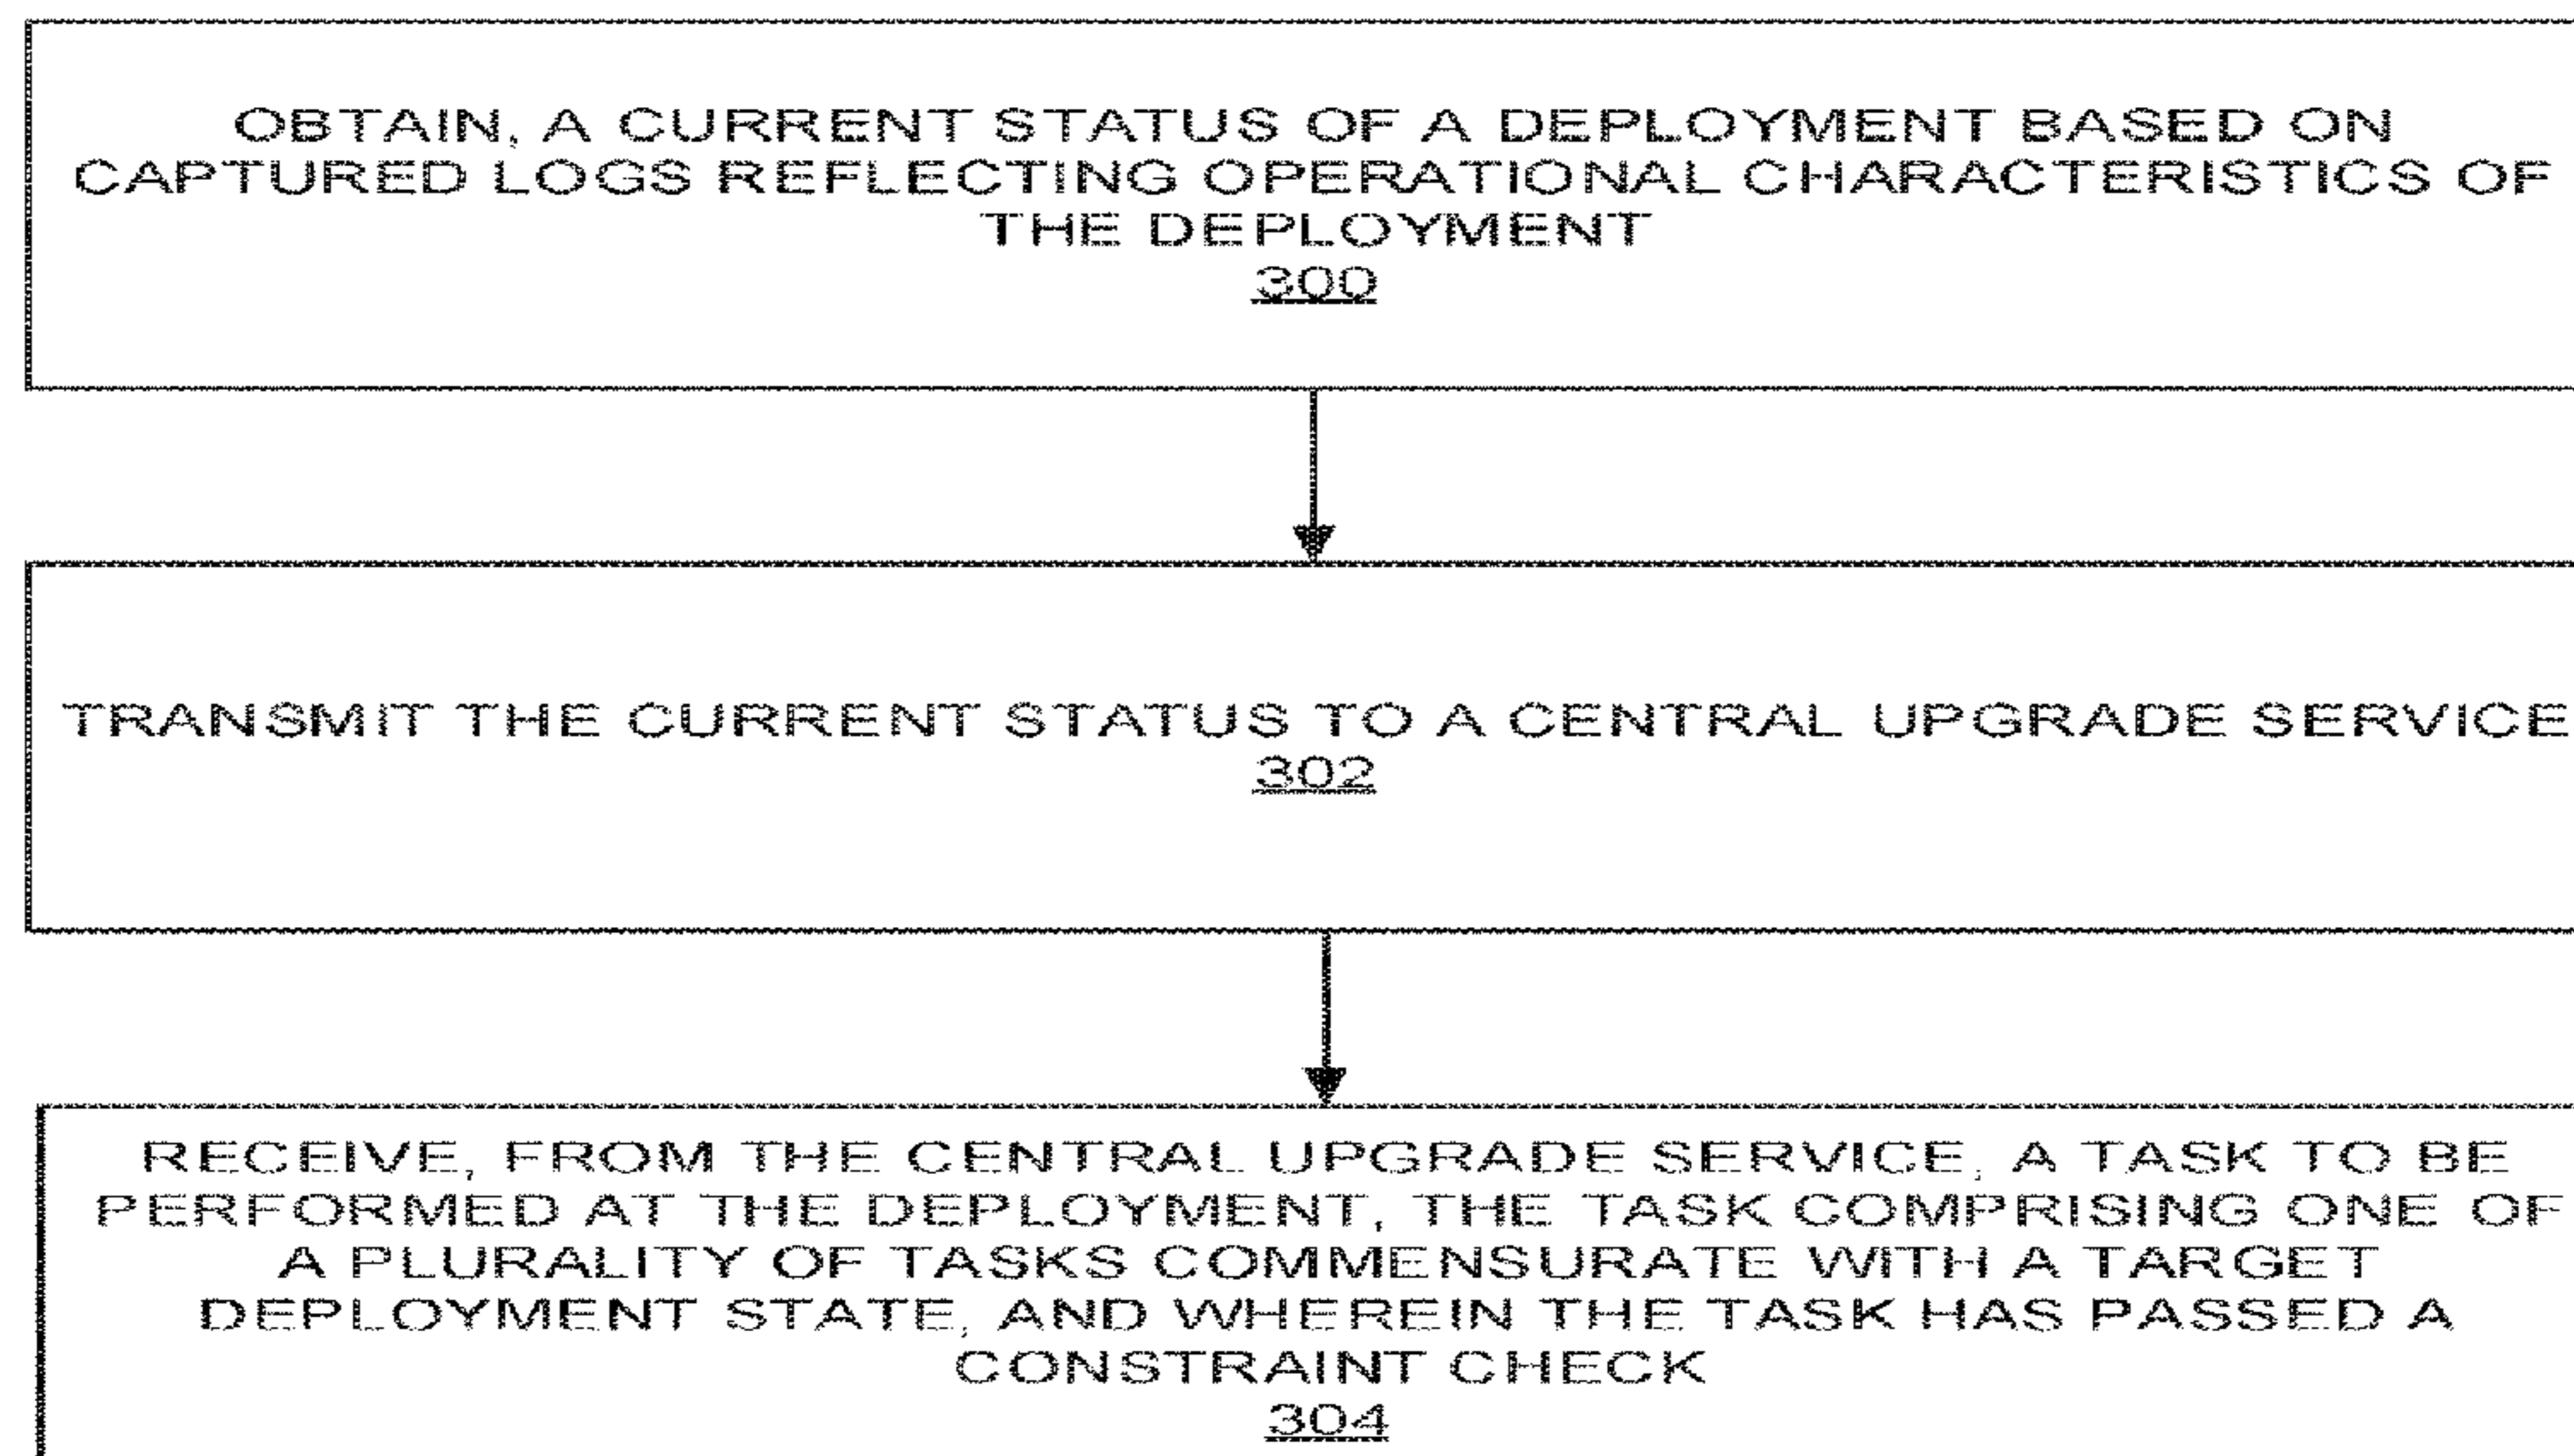 OBTAIN, A CURRENT STATUS OF A DEPLOYMENT BASED ON
CAPTURED LOGS REFLECTING OPERATIONAL CHARACTERISTICS OF
THE DEPLOYMENT
300
TRANSMIT THE CURRENT STATUS TO A CENTRAL UPGRADE SERVICE
302
RECEIVE, FROM THE CENTRAL UPGRADE SERVICE, A TASK TO BE
PERFORMED AT THE DEPLOYMENT, THE TASK COMPRISING ONE OF
A PLURALITY OF TASKS COMMENSURATE WITH A TARGET
DEPLOYMENT STATE, AND WHEREIN THE TASK HAS PASSED A
CONSTRAINT CHECK
304